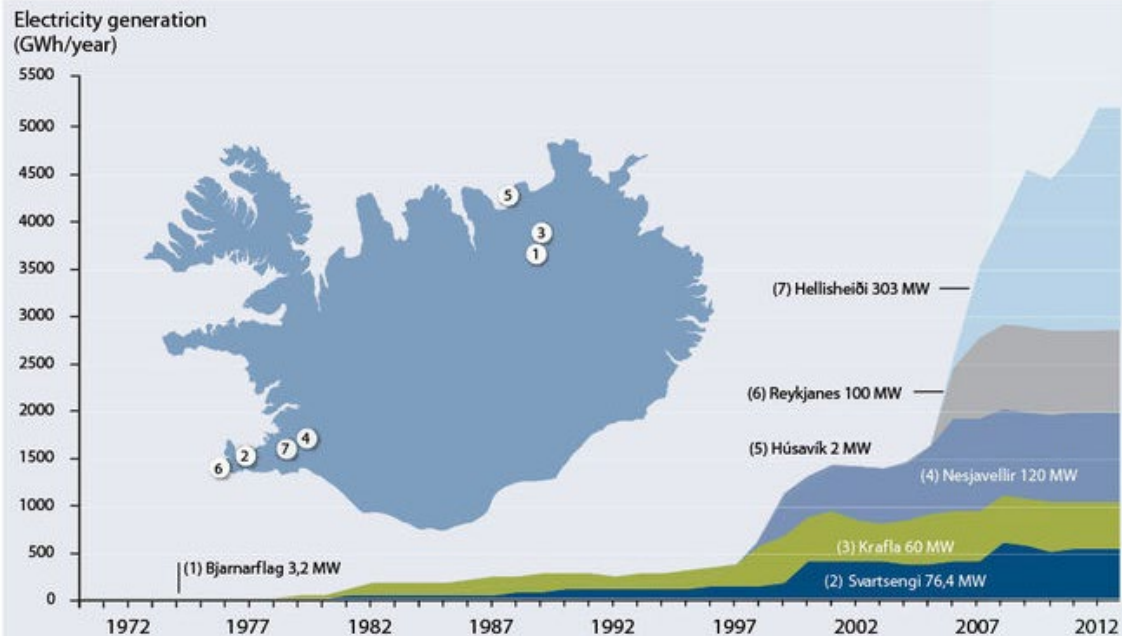 Electricity generation
(GWh/year)
5500
5000
4500
4000
3500
3000
2500
2000
1500
1000
500
0
5
3
1
4
7
2
6
(7) Hellisheiði 303 MW
(6) Reykjanes 100 MW
(5) Húsavík 2 MW
(4) Nesjavellir 120 MW
(3) Krafla 60 MW
(1) Bjarnarflag 3,2 MW
(2) Svartsengi 76,4 MW
1972 1977 1982 1987 1992 1997 2002 2007 2012